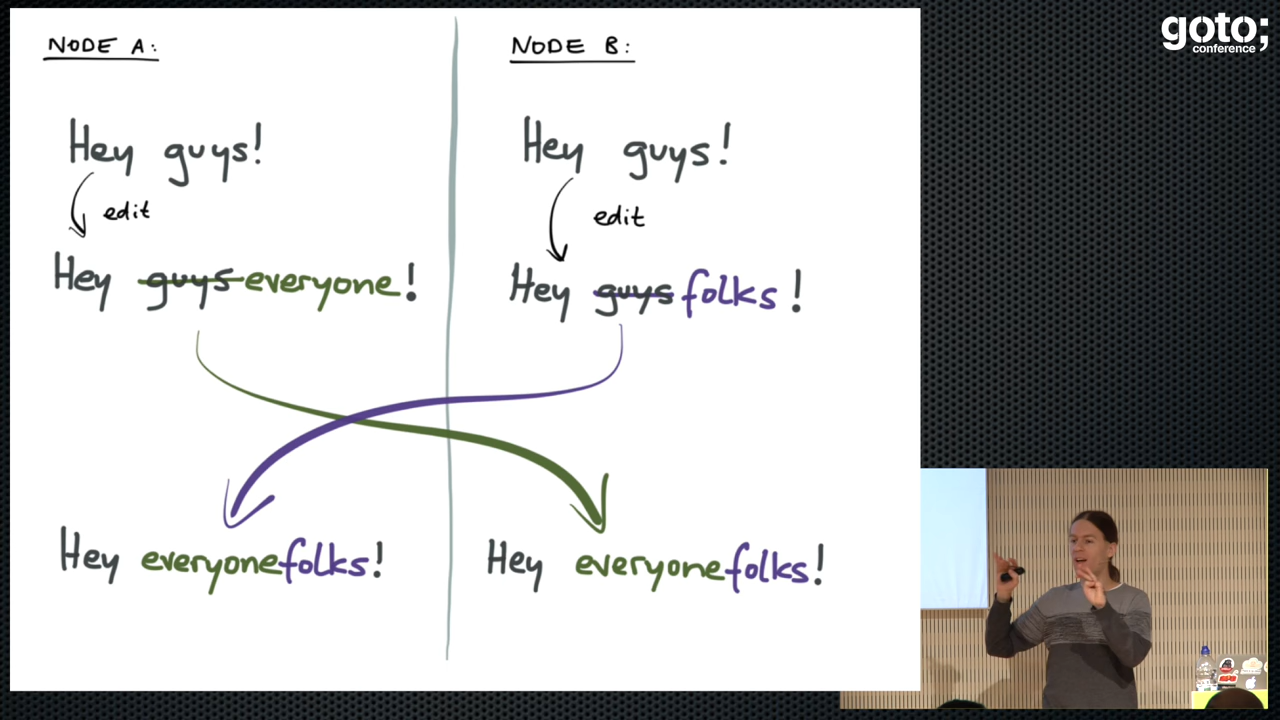 NODE A:
Hey guys!
edit
Hey guys everyone!
Hey everyonefolks!
NODE B:
Hey guys!
edit
Hey guys folks!
Hey everyonefolks!
goto;
conference